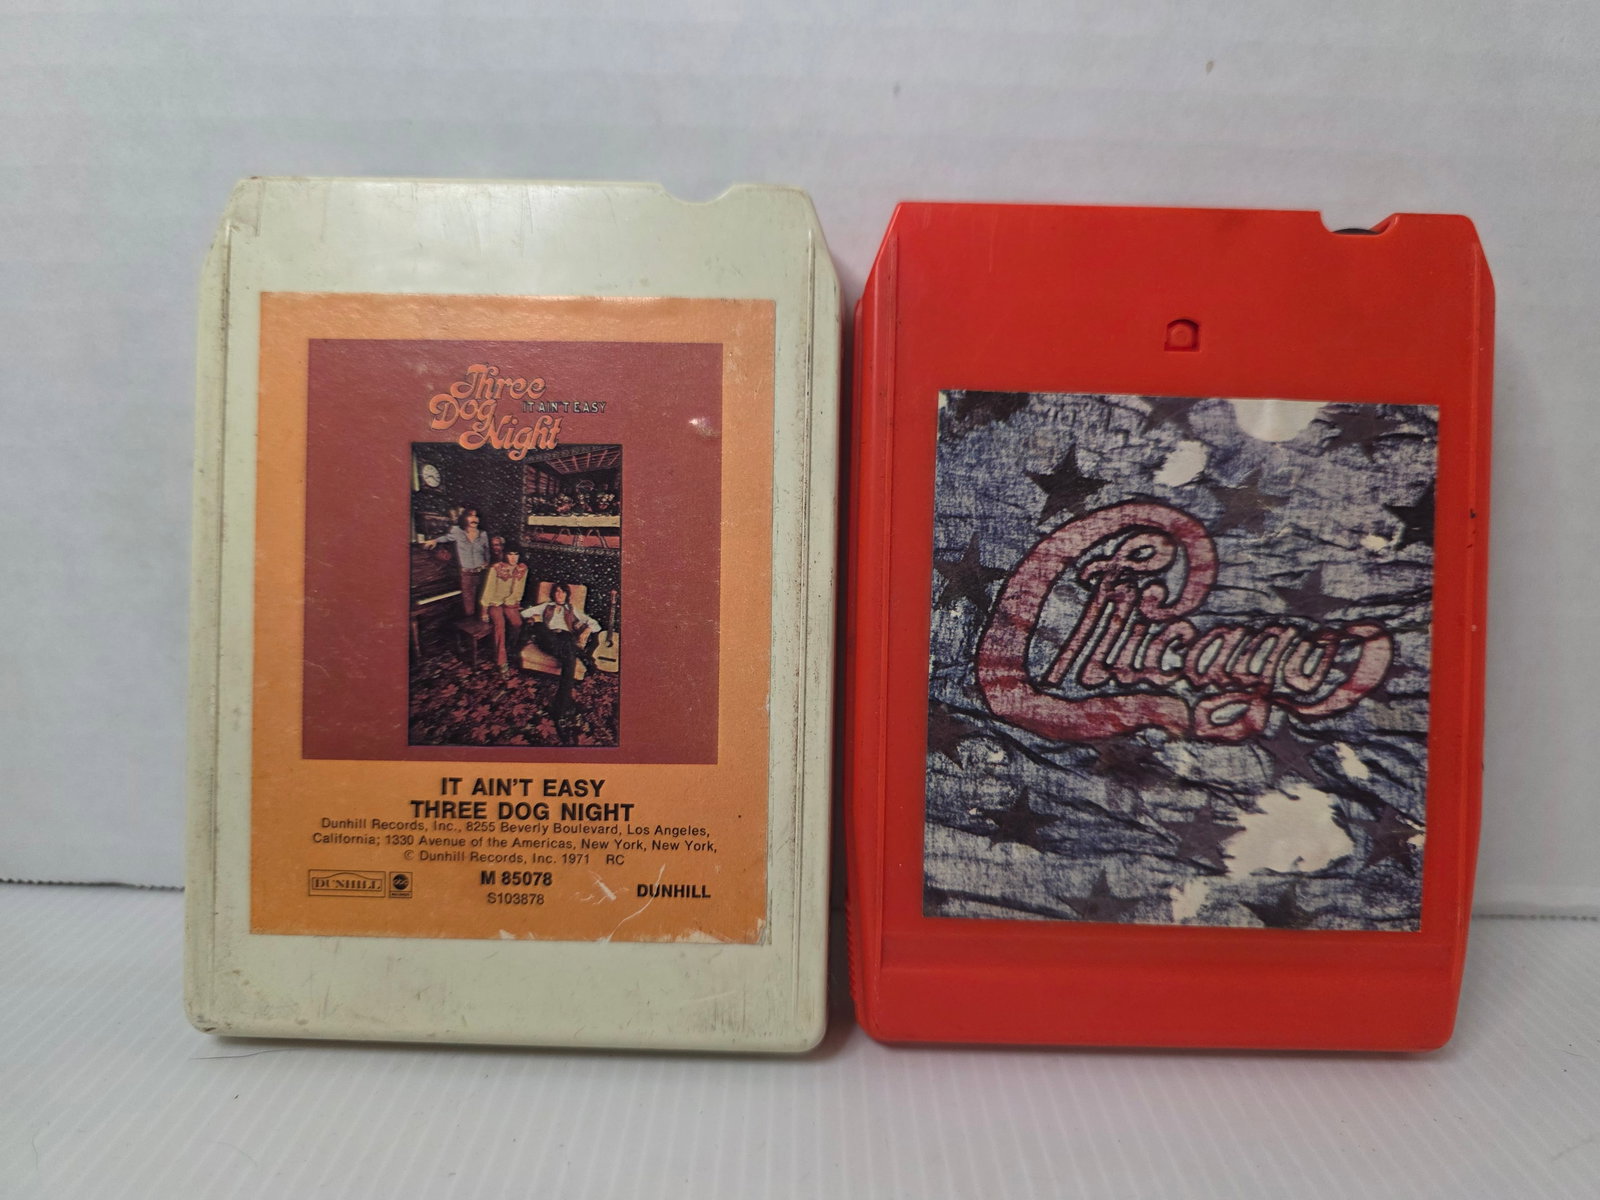 Three
Dog IT AIN'T EASY
Night
IT AIN'T EASY
THREE DOG NIGHT
Dunhill Records, Inc., 8255 Beverly Boulevard, Los Angeles,
California; 1330 Avenue of the Americas, New York, New York,
© Dunhill Records, Inc. 1971 RC
DUNHILL abc
M 85078
S103878
DUNHILL
Chicago